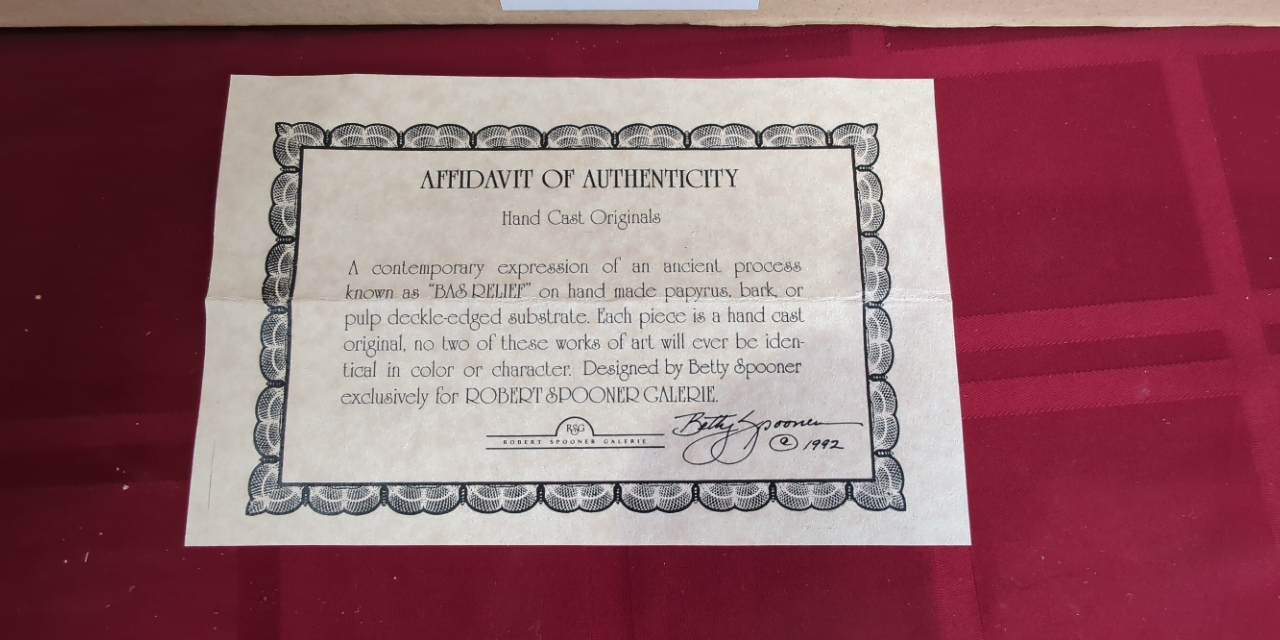 AFFIDAVIT OF AUTHENTICITY
Hand Cast Originals
A contemporary expression of an ancient process
known as "BAS RELIEF" on hand made papyrus, bark, or
pulp deckle-edged substrate. Each piece is a hand cast
original, no two of these works of art will ever be iden-
tical in color or character. Designed by Betty Spooner
exclusively for ROBERT SPOONER GALERIE.
RSG
ROBERT SPOONER GALERIE
Betty Spooner
© 1992